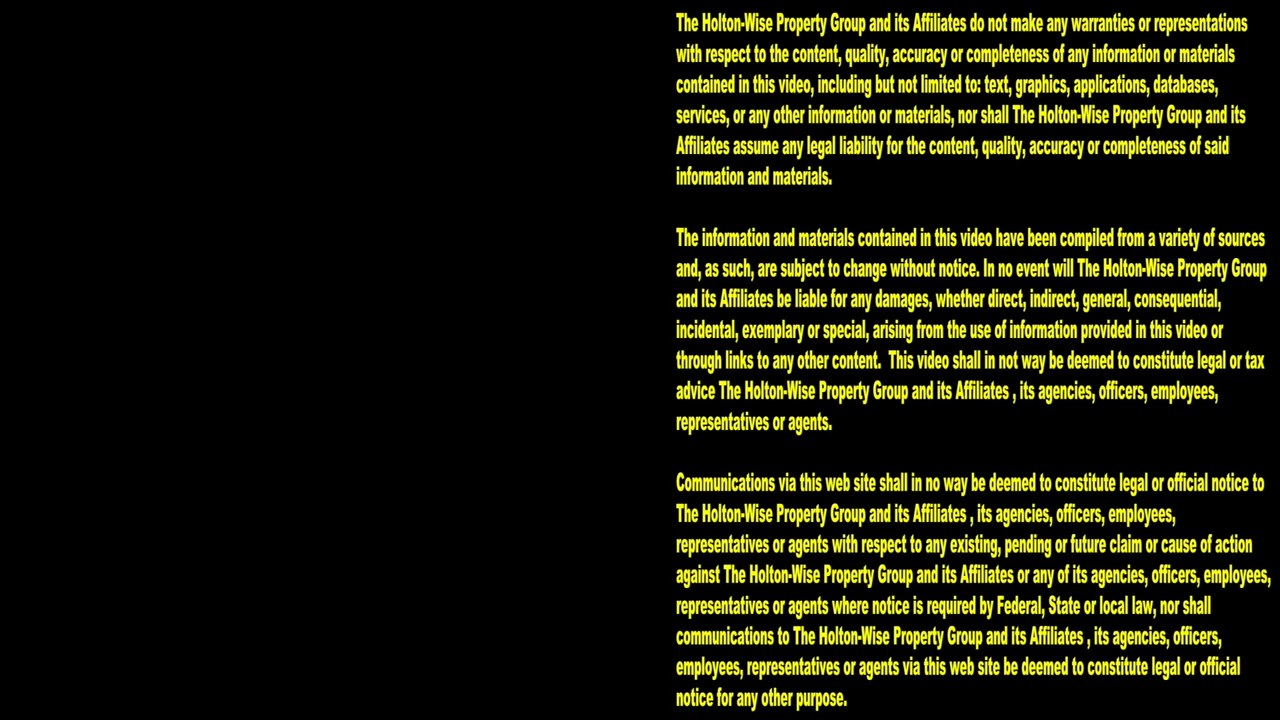 The Holton-Wise Property Group and its Affiliates do not make any warranties or representations
with respect to the content, quality, accuracy or completeness of any information or materials
contained in this video, including but not limited to: text, graphics, applications, databases,
services, or any other information or materials, nor shall The Holton-Wise Property Group and its
Affiliates assume any legal liability for the content, quality, accuracy or completeness of said
information and materials.
The information and materials contained in this video have been compiled from a variety of sources
and, as such, are subject to change without notice. In no event will The Holton-Wise Property Group
and its Affiliates be liable for any damages, whether direct, indirect, general, consequential,
incidental, exemplary or special, arising from the use of information provided in this video or
through links to any other content.  This video shall in not way be deemed to constitute legal or tax
advice The Holton-Wise Property Group and its Affiliates , its agencies, officers, employees,
representatives or agents.
Communications via this web site shall in no way be deemed to constitute legal or official notice to
The Holton-Wise Property Group and its Affiliates , its agencies, officers, employees,
representatives or agents with respect to any existing, pending or future claim or cause of action
against The Holton-Wise Property Group and its Affiliates or any of its agencies, officers, employees,
representatives or agents where notice is required by Federal, State or local law, nor shall
communications to The Holton-Wise Property Group and its Affiliates , its agencies, officers,
employees, representatives or agents via this web site be deemed to constitute legal or official
notice for any other purpose.